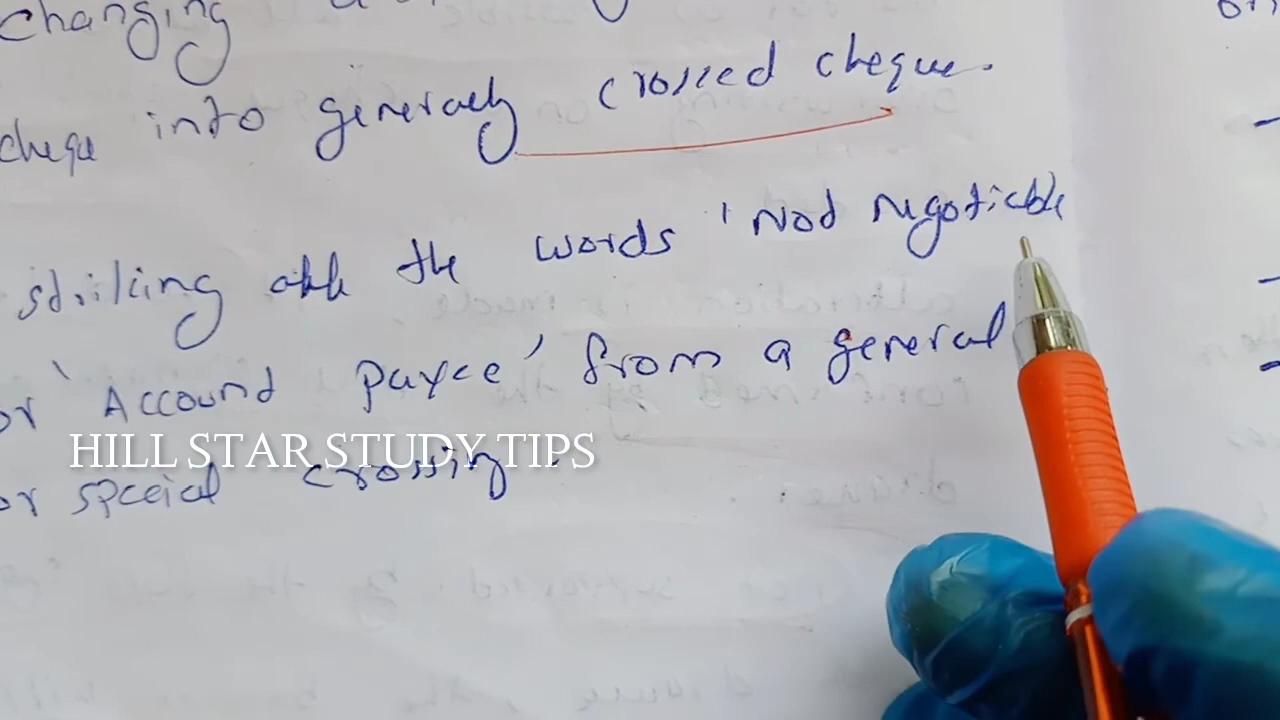 changing
cheque into generally crossed cheque.
striking off the words 'Not negotiable
or 'Account Payee' from a general
HILL STAR STUDY TIPS
or special crossing.